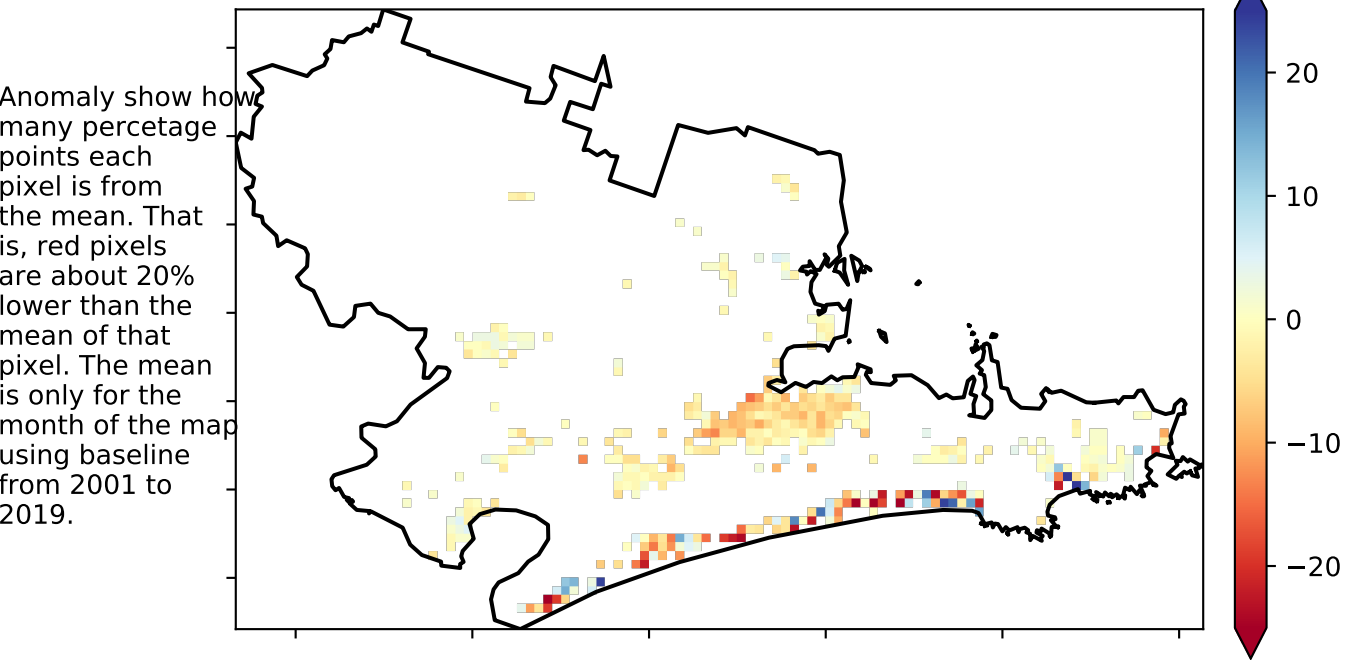 Anomaly show how
many percetage
points each
pixel is from
the mean. That
is, red pixels
are about 20%
lower than the
mean of that
pixel. The mean
is only for the
month of the map
using baseline
from 2001 to
2019.
20
10
0
−10
−20